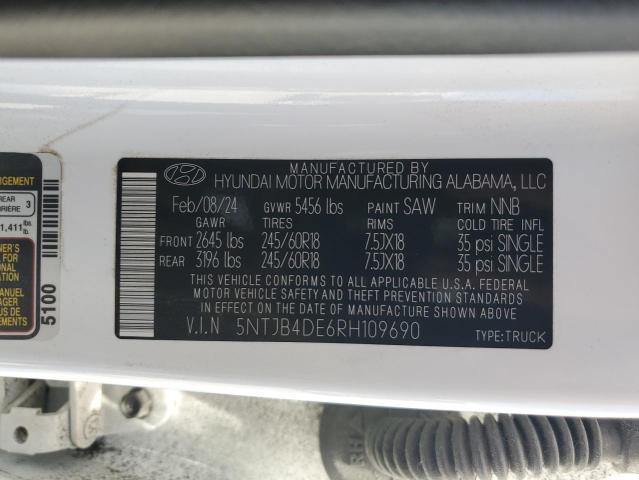 MANUFACTURED BY
HYUNDAI MOTOR MANUFACTURING ALABAMA, LLC
Feb/08/24 GVWR 5456 lbs PAINT SAW TRIM NNB
GAWR TIRES RIMS COLD TIRE INFL
FRONT 2645 lbs 245/60R18 7.5JX18 35 psi SINGLE
REAR 3196 lbs 245/60R18 7.5JX18 35 psi SINGLE
THIS VEHICLE CONFORMS TO ALL APPLICABLE U.S.A. FEDERAL
MOTOR VEHICLE SAFETY AND THEFT PREVENTION STANDARDS
IN EFFECT ON THE DATE OF MANUFACTURE SHOWN ABOVE.
V.I.N 5NTJB4DE6RH109690 TYPE:TRUCK
REAR 3
5100
RH